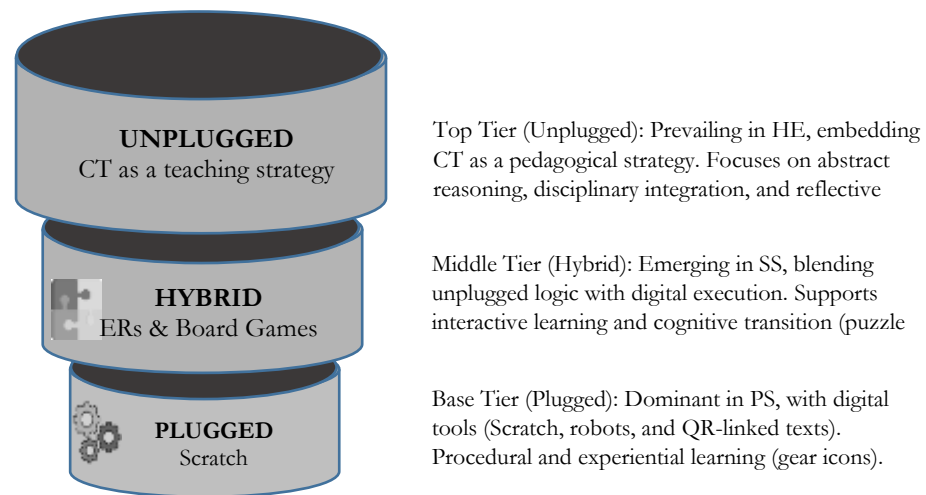 UNPLUGGED
CT as a teaching strategy
Top Tier (Unplugged): Prevailing in HE, embedding
CT as a pedagogical strategy. Focuses on abstract
reasoning, disciplinary integration, and reflective
HYBRID
ERs & Board Games
Middle Tier (Hybrid): Emerging in SS, blending
unplugged logic with digital execution. Supports
interactive learning and cognitive transition (puzzle
PLUGGED
Scratch
Base Tier (Plugged): Dominant in PS, with digital
tools (Scratch, robots, and QR-linked texts).
Procedural and experiential learning (gear icons).